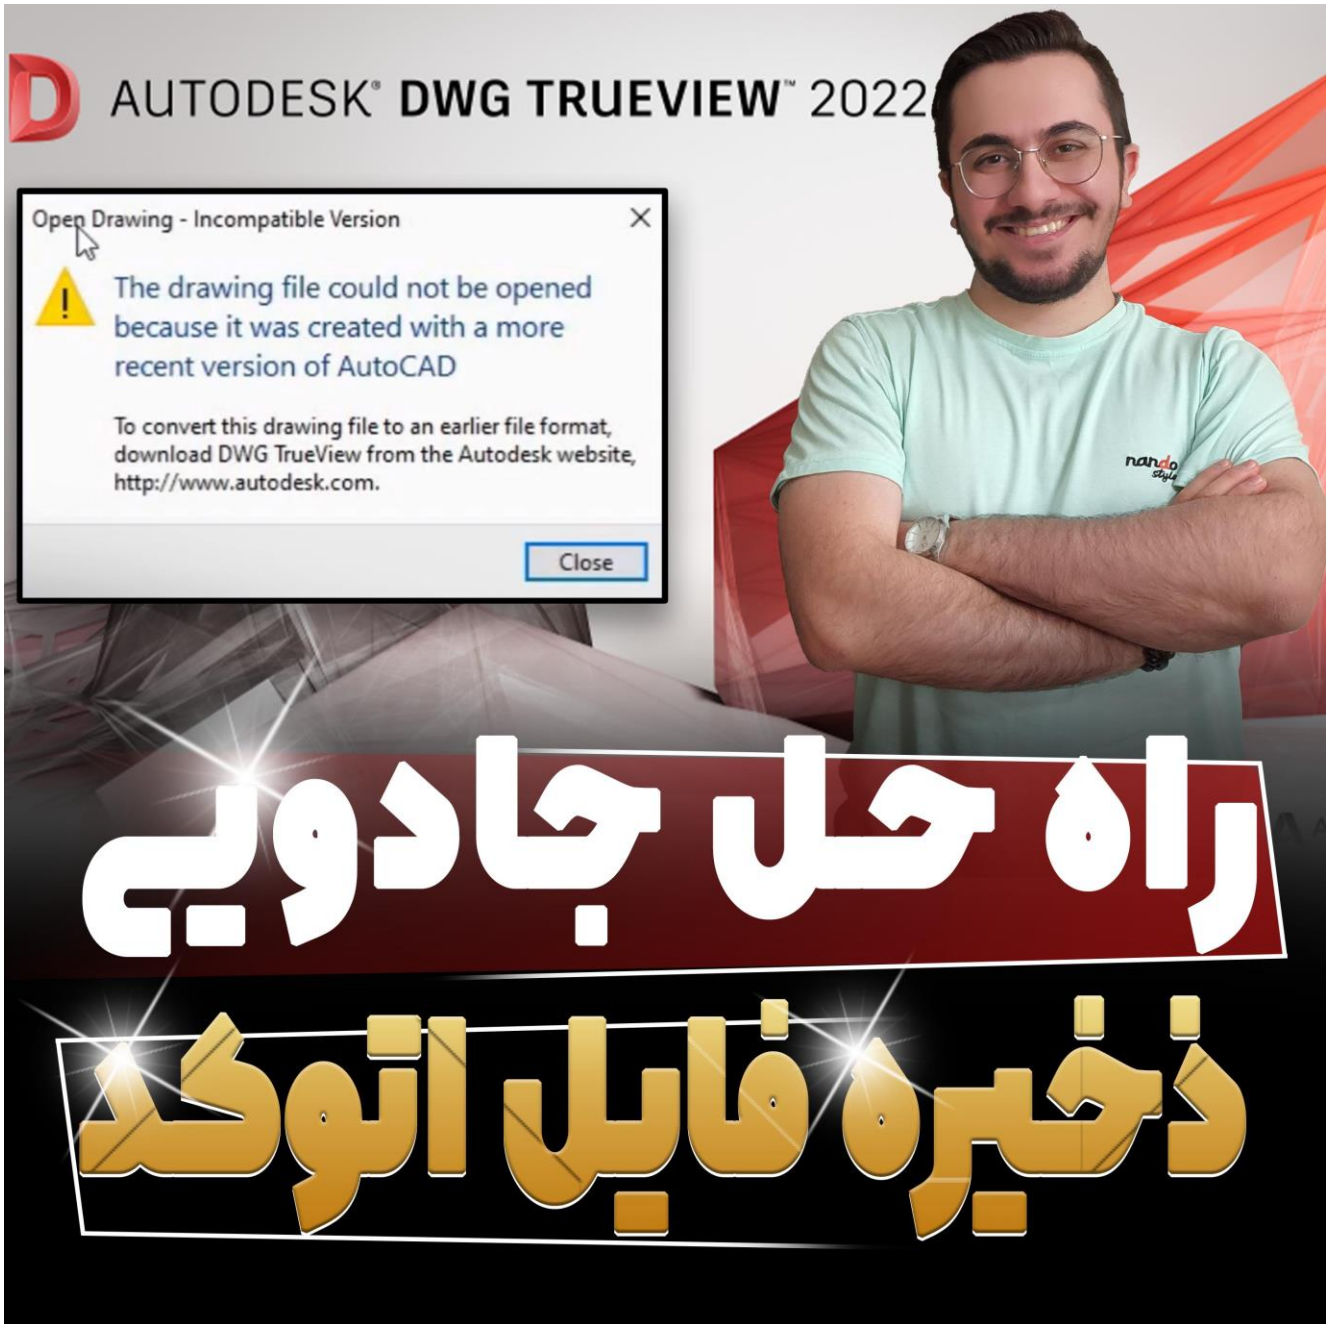 AUTODESK® DWG TRUEVIEW™ 2022
Open Drawing - Incompatible Version
The drawing file could not be opened
because it was created with a more
recent version of AutoCAD
To convert this drawing file to an earlier file format,
download DWG TrueView from the Autodesk website,
http://www.autodesk.com.
Close
nando
style
راه حل جادویی
ذخیره فایل اتوکد